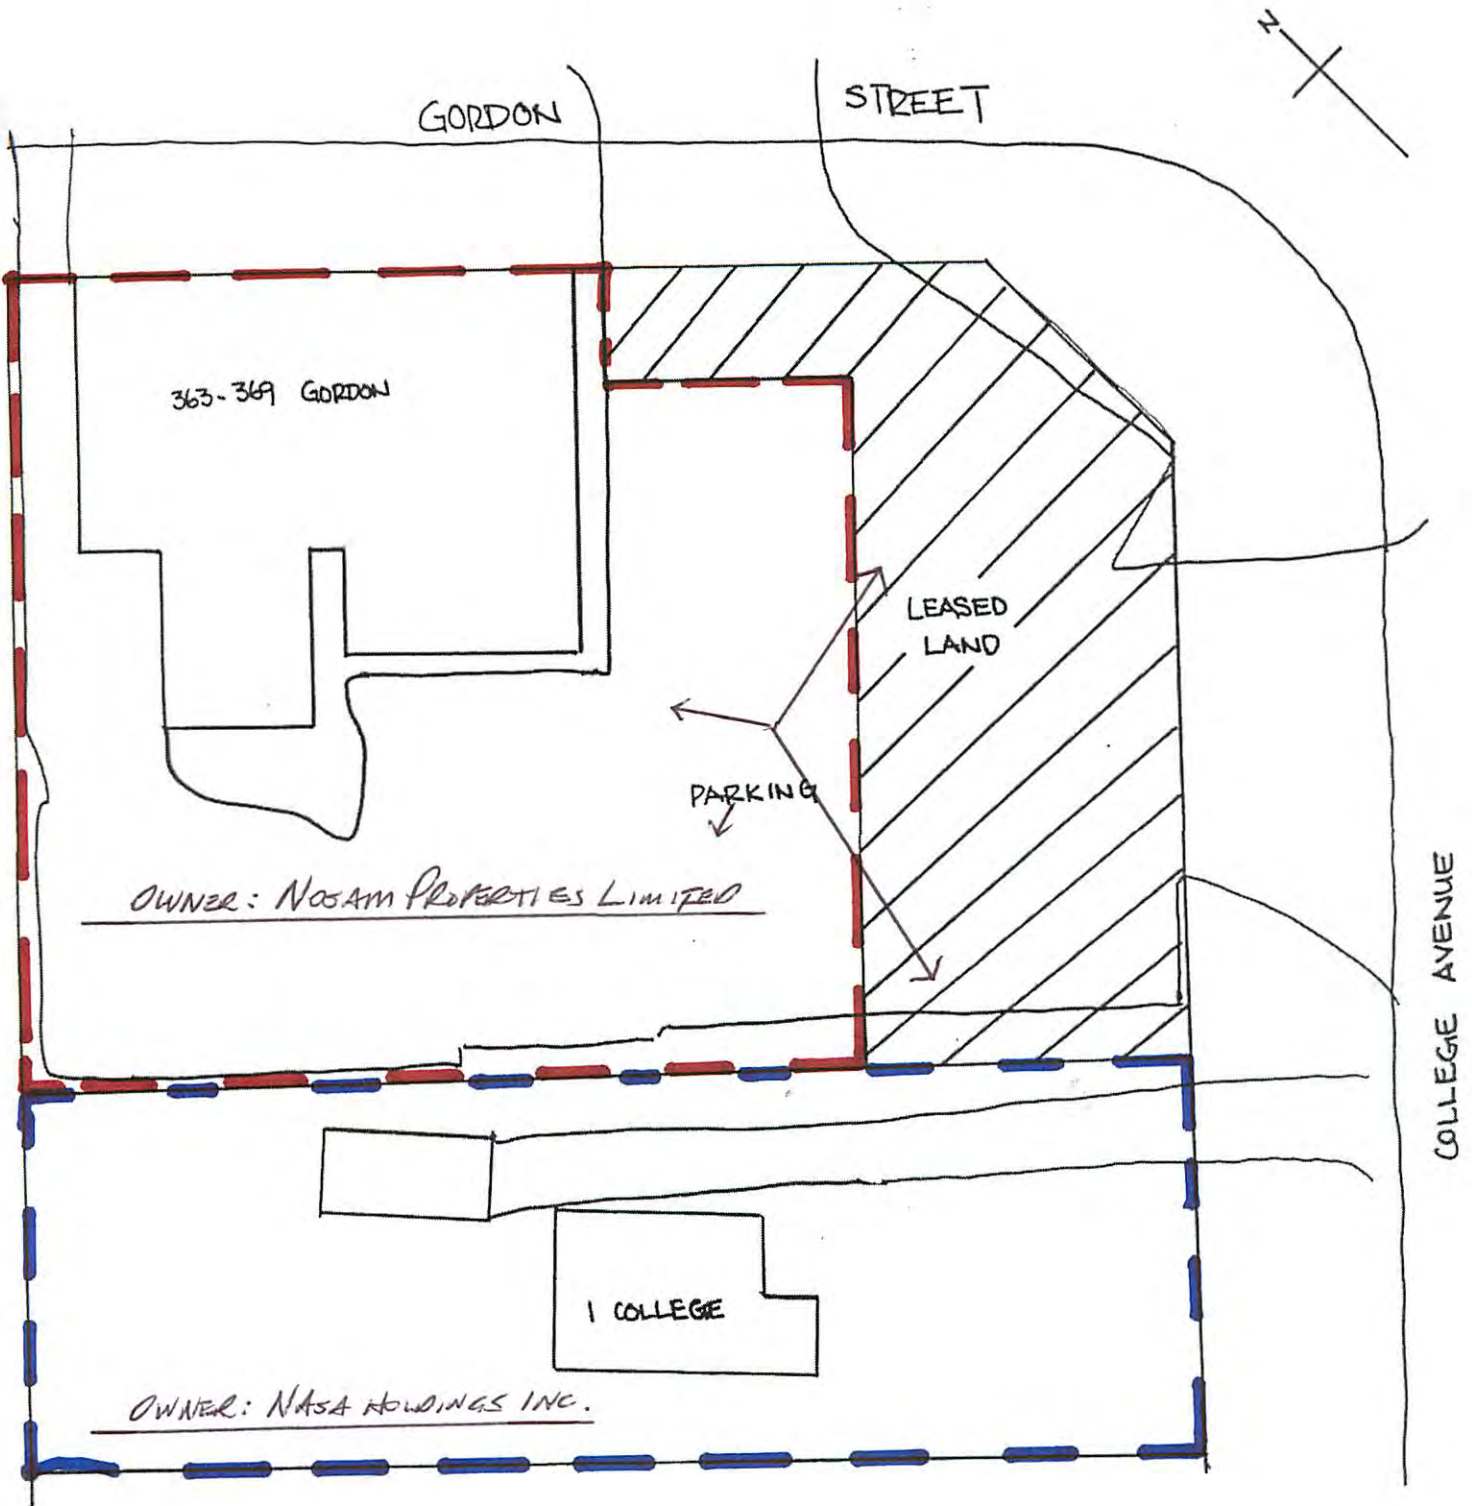 N
GORDON STREET
363-369 GORDON
LEASED
LAND
PARKING
OWNER: NOSAM PROPERTIES LIMITED
COLLEGE AVENUE
1 COLLEGE
OWNER: NASA HOLDINGS INC.